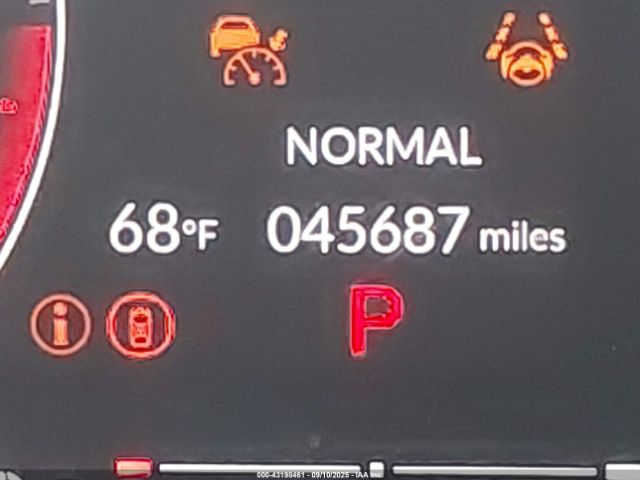 NORMAL
68°F 045687 miles
P
000-43198461 - 09/10/2025 - IAA Inc.